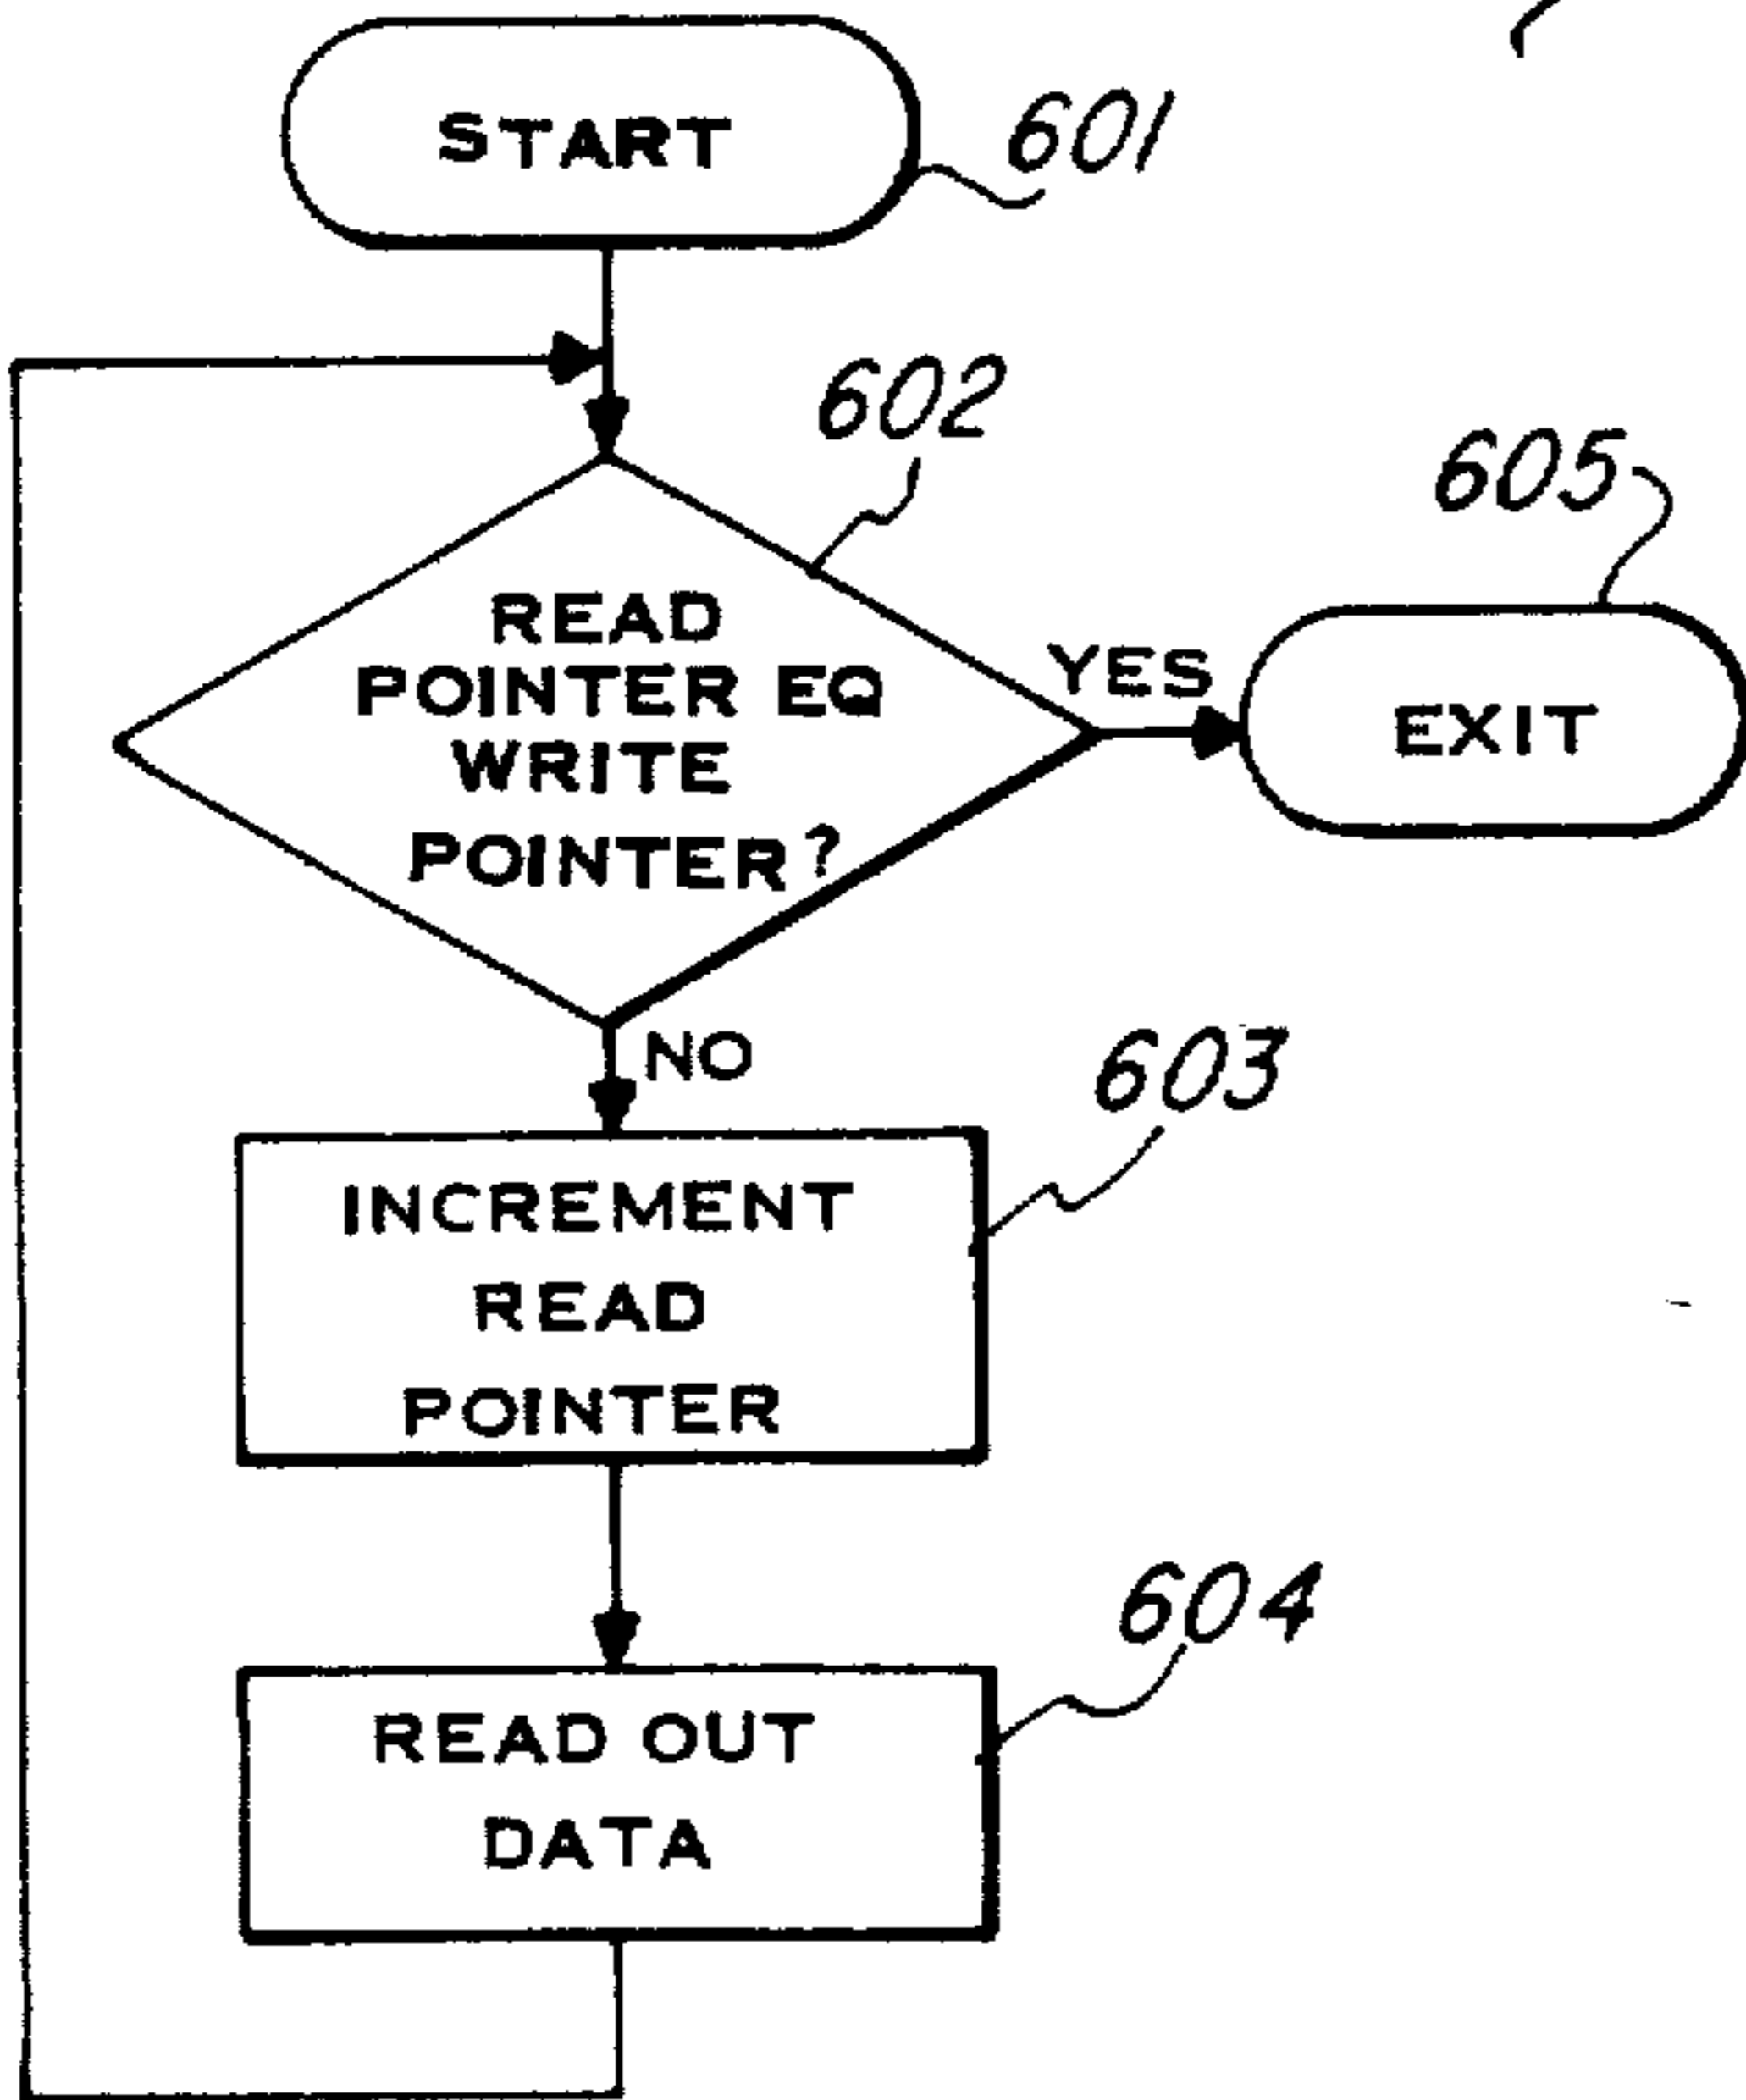 START
601
602
605
READ
POINTER EQ
WRITE
POINTER?
YES
EXIT
NO
603
INCREMENT
READ
POINTER
604
READ OUT
DATA